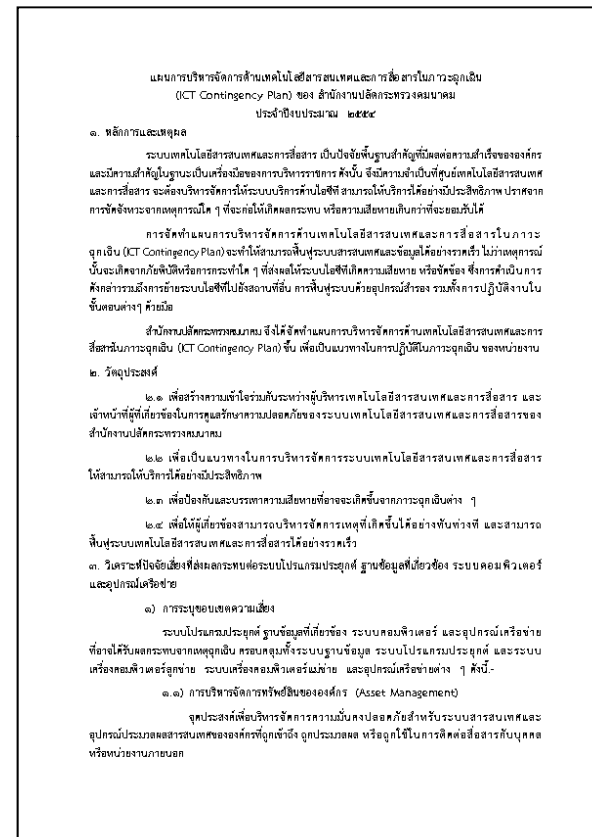 แผนการบริหารจัดการด้านเทคโนโลยีสารสนเทศและการสื่อสารในภาวะฉุกเฉิน
(ICT Contingency Plan) ของ สำนักงานปลัดกระทรวงคมนาคม
ประจำปีงบประมาณ ๒๕๕๔
๑. หลักการและเหตุผล
ระบบเทคโนโลยีสารสนเทศและการสื่อสาร เป็นปัจจัยพื้นฐานสำคัญที่มีผลต่อความสำเร็จขององค์กร
และมีความสำคัญในฐานะเป็นเครื่องมือของการบริหารราชการ ดังนั้น จึงมีความจำเป็นที่ศูนย์เทคโนโลยีสารสนเทศ
และการสื่อสาร จะต้องบริหารจัดการให้ระบบบริการด้านไอซีที สามารถให้บริการได้อย่างมีประสิทธิภาพ ปราศจาก
การขัดจังหวะจากเหตุการณ์ใด ๆ ที่จะก่อให้เกิดผลกระทบ หรือความเสียหายเกินกว่าที่จะยอมรับได้
การจัดทำแผนการบริหารจัดการด้านเทคโนโลยีสารสนเทศและการสื่อสารในภาวะ
ฉุกเฉิน (ICT Contingency Plan) จะทำให้สามารถฟื้นฟูระบบสารสนเทศและข้อมูลได้อย่างรวดเร็ว ไม่ว่าเหตุการณ์
นั้นจะเกิดจากภัยพิบัติหรือการกระทำใด ๆ ที่ส่งผลให้ระบบไอซีทีเกิดความเสียหาย หรือขัดข้อง ซึ่งการดำเนินการ
ดังกล่าวรวมถึงการย้ายระบบไอซีทีไปยังสถานที่อื่น การฟื้นฟูระบบด้วยอุปกรณ์สำรอง รวมทั้งการปฏิบัติงานใน
ขั้นตอนต่างๆ ด้วยมือ
สำนักงานปลัดกระทรวงคมนาคม จึงได้จัดทำแผนการบริหารจัดการด้านเทคโนโลยีสารสนเทศและการ
สื่อสารในภาวะฉุกเฉิน (ICT Contingency Plan) ขึ้น เพื่อเป็นแนวทางในการปฏิบัติในภาวะฉุกเฉิน ของหน่วยงาน
๒. วัตถุประสงค์
๒.๑ เพื่อสร้างความเข้าใจร่วมกันระหว่างผู้บริหารเทคโนโลยีสารสนเทศและการสื่อสาร และ
เจ้าหน้าที่ผู้ที่เกี่ยวข้องในการดูแลรักษาความปลอดภัยของระบบเทคโนโลยีสารสนเทศและการสื่อสารของ
สำนักงานปลัดกระทรวงคมนาคม
๒.๒ เพื่อเป็นแนวทางในการบริหารจัดการระบบเทคโนโลยีสารสนเทศและการสื่อสาร
ให้สามารถให้บริการได้อย่างมีประสิทธิภาพ
๒.๓ เพื่อป้องกันและบรรเทาความเสียหายที่อาจจะเกิดขึ้นจากภาวะฉุกเฉินต่าง ๆ
๒.๔ เพื่อให้ผู้เกี่ยวข้องสามารถบริหารจัดการเหตุที่เกิดขึ้นได้อย่างทันท่วงที และสามารถ
ฟื้นฟูระบบเทคโนโลยีสารสนเทศและการสื่อสารได้อย่างรวดเร็ว
๓. วิเคราะห์ปัจจัยเสี่ยงที่ส่งผลกระทบต่อระบบโปรแกรมประยุกต์ ฐานข้อมูลที่เกี่ยวข้อง ระบบคอมพิวเตอร์
และอุปกรณ์เครือข่าย
๑) การระบุขอบเขตความเสี่ยง
ระบบโปรแกรมประยุกต์ ฐานข้อมูลที่เกี่ยวข้อง ระบบคอมพิวเตอร์ และอุปกรณ์เครือข่าย
ที่อาจได้รับผลกระทบจากเหตุฉุกเฉิน ครอบคลุมทั้งระบบฐานข้อมูล ระบบโปรแกรมประยุกต์ และระบบ
เครื่องคอมพิวเตอร์ลูกข่าย ระบบเครื่องคอมพิวเตอร์แม่ข่าย และอุปกรณ์เครือข่ายต่าง ๆ ดังนี้.-
๑.๑) การบริหารจัดการทรัพย์สินขององค์กร (Asset Management)
จุดประสงค์เพื่อบริหารจัดการความมั่นคงปลอดภัยสำหรับระบบสารสนเทศและ
อุปกรณ์ประมวลผลสารสนเทศขององค์กรที่ถูกเข้าถึง ถูกประมวลผล หรือถูกใช้ในการติดต่อสื่อสารกับบุคคล
หรือหน่วยงานภายนอก